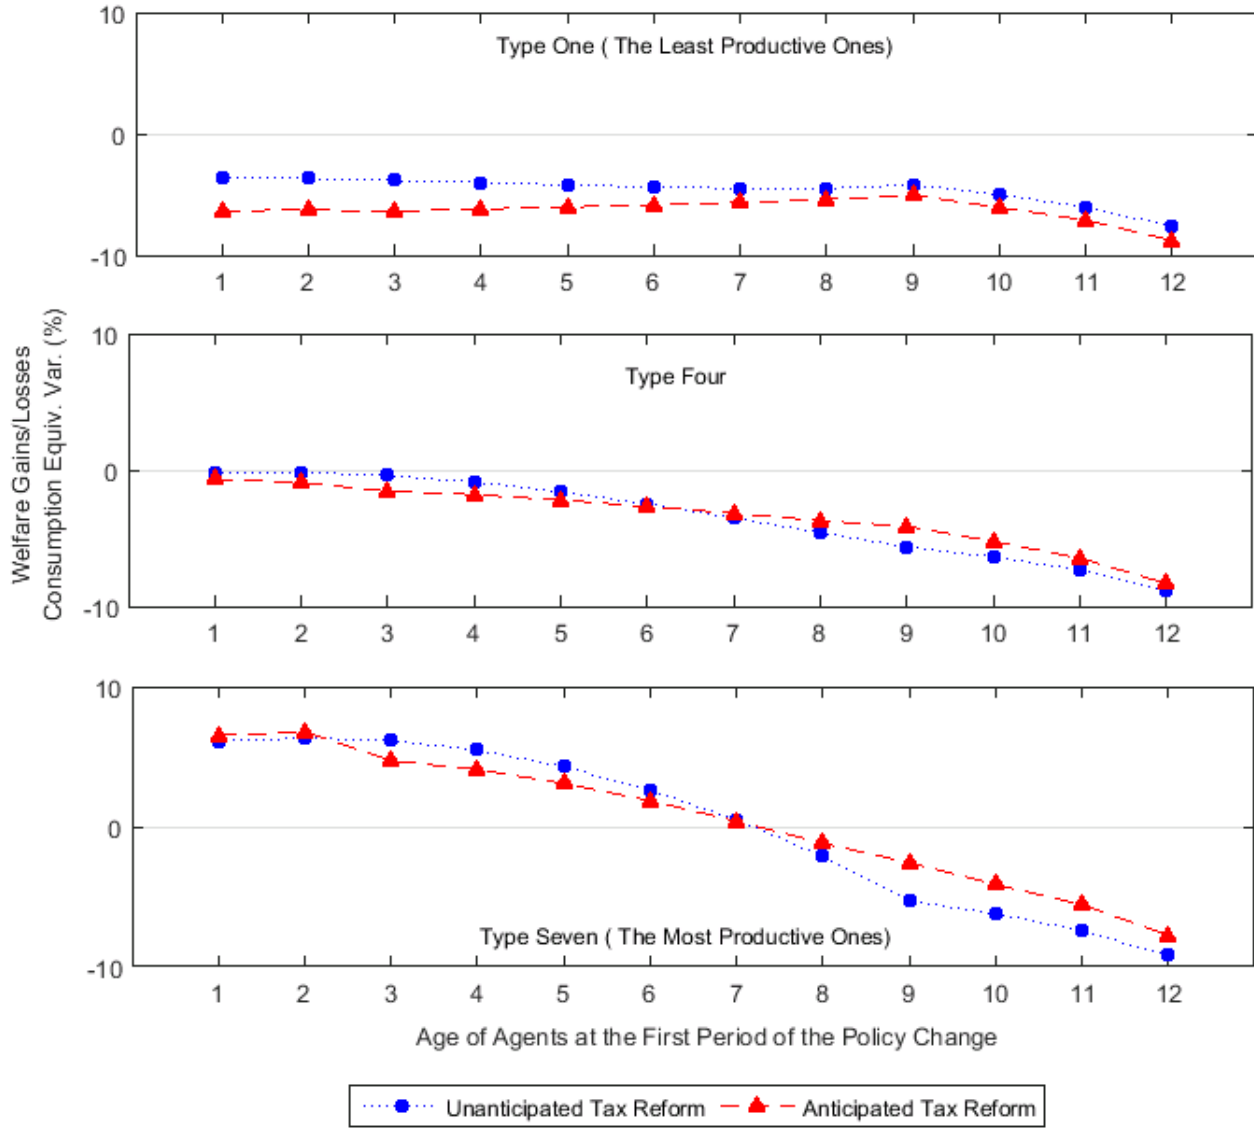 10
Type One ( The Least Productive Ones)
0
-10
1 2 3 4 5 6 7 8 9 10 11 12
Welfare Gains/Losses
Consumption Equiv. Var. (%)
10
Type Four
0
-10
1 2 3 4 5 6 7 8 9 10 11 12
10
0
Type Seven ( The Most Productive Ones)
-10
1 2 3 4 5 6 7 8 9 10 11 12
Age of Agents at the First Period of the Policy Change
Unanticipated Tax Reform Anticipated Tax Reform